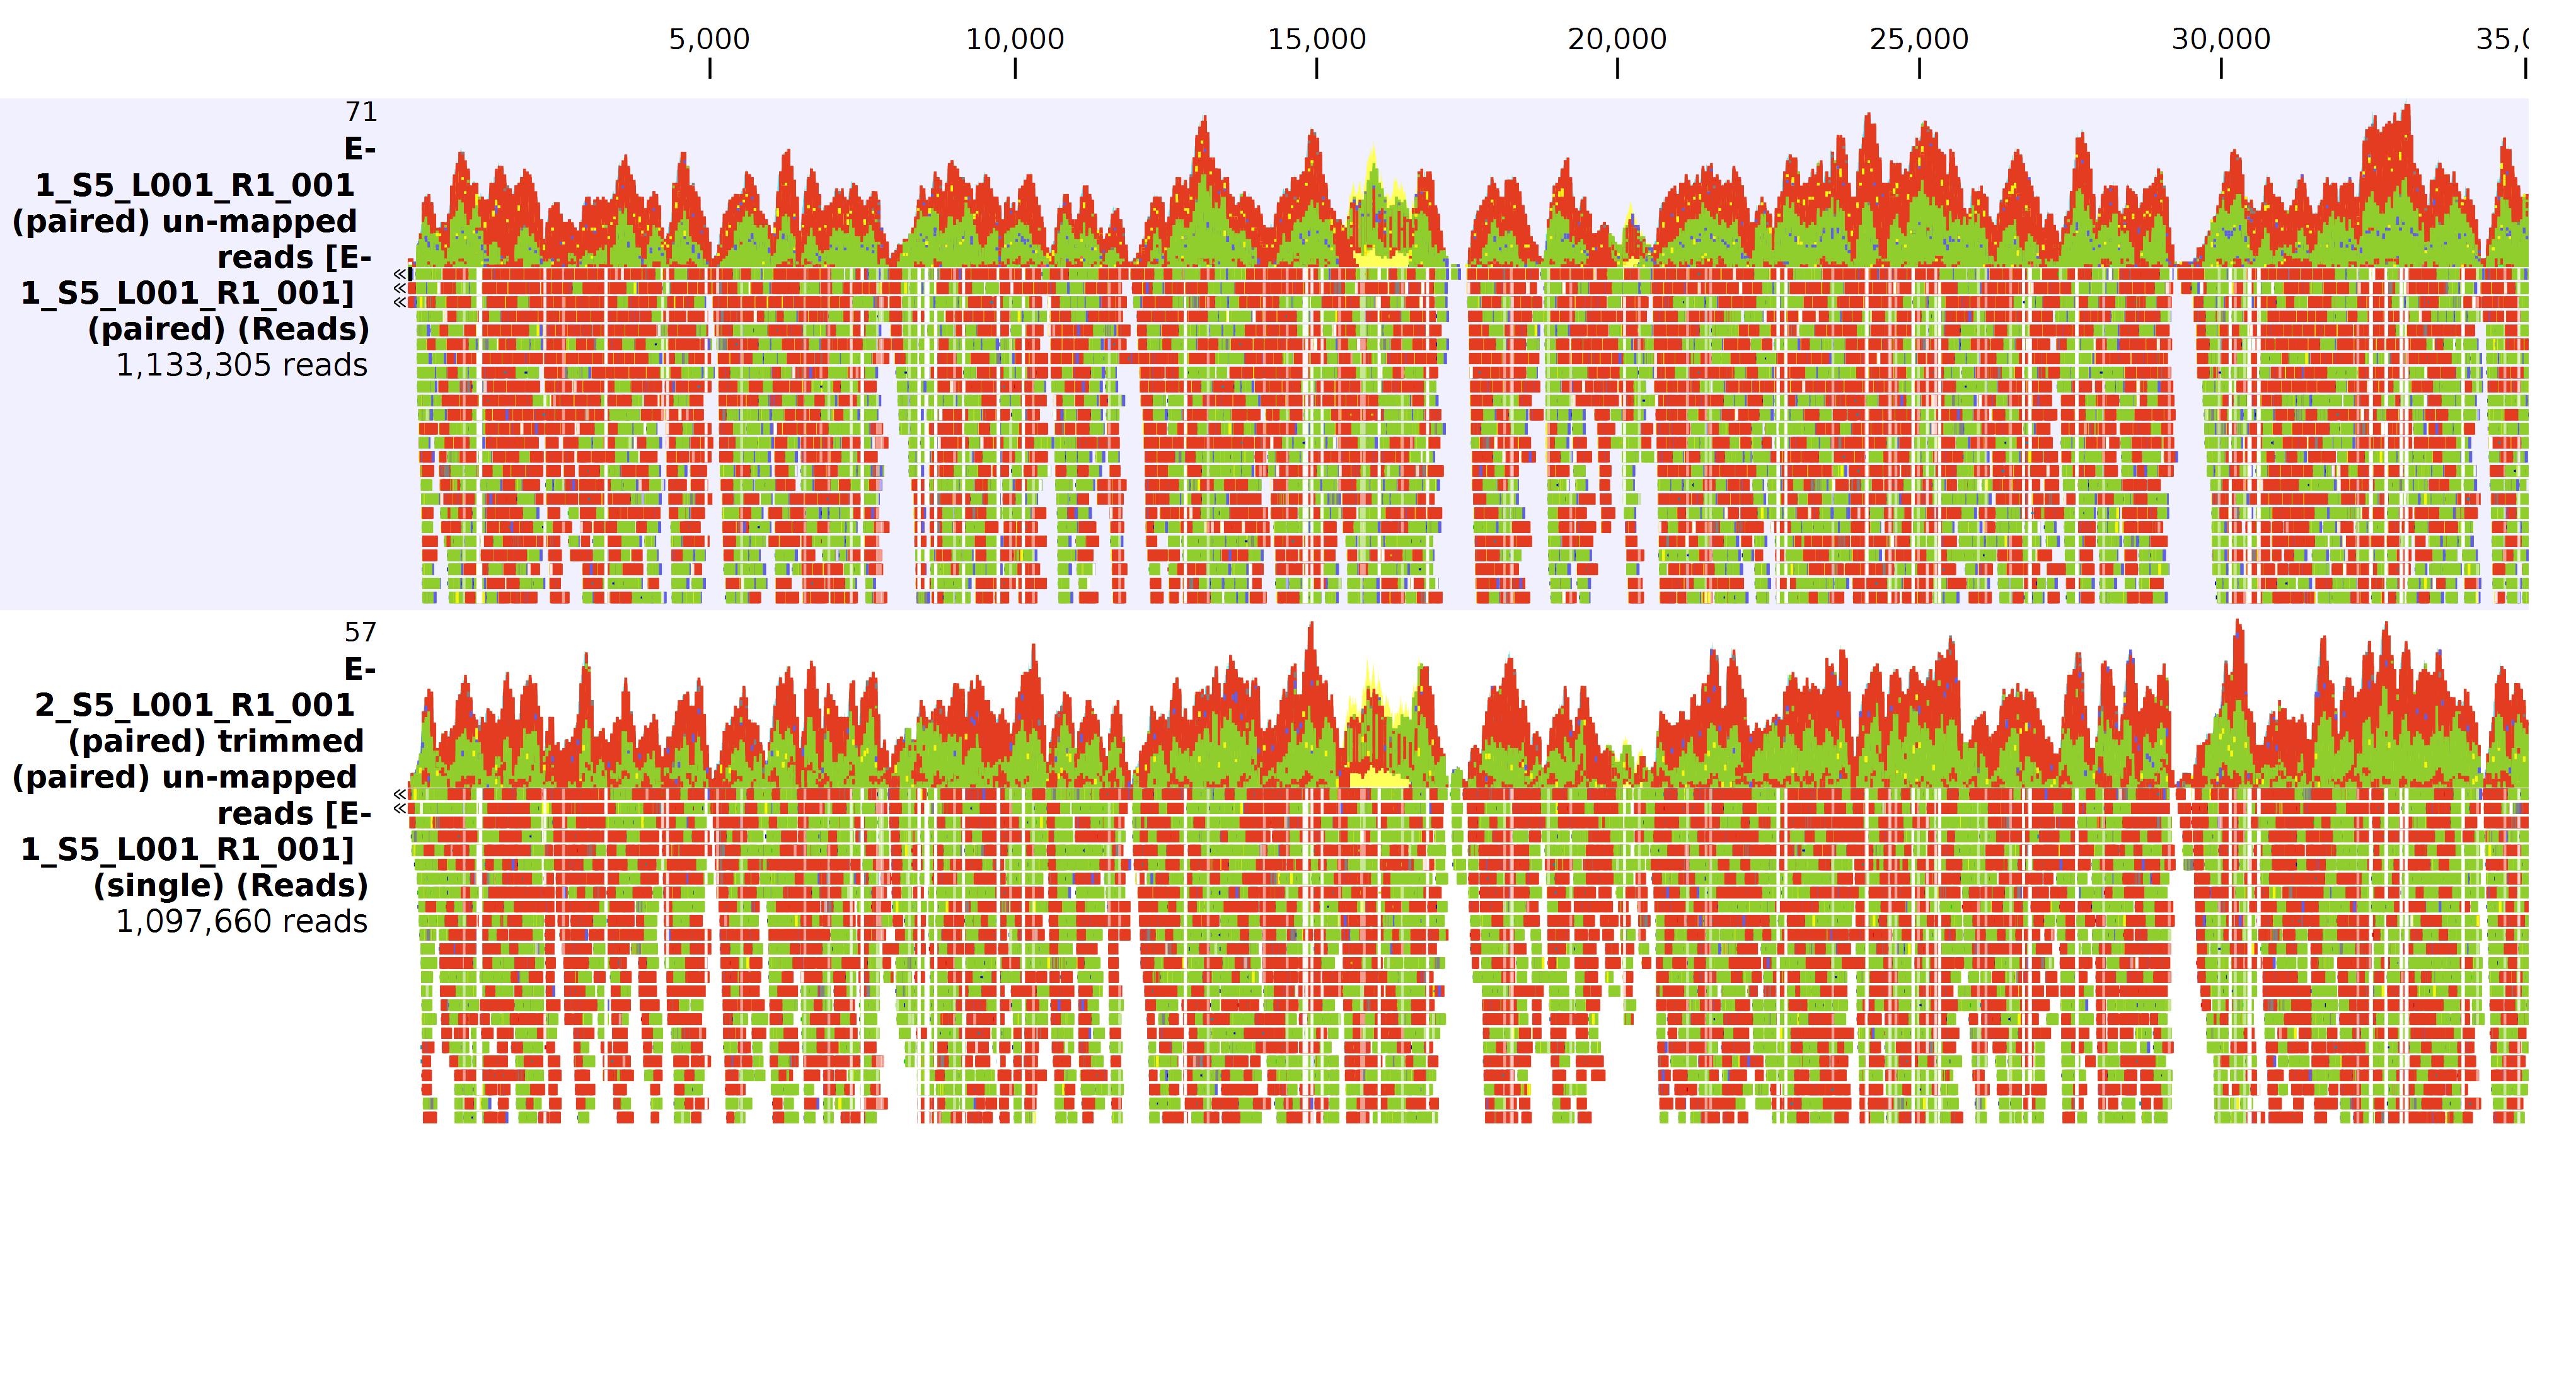 5,000 10,000 15,000 20,000 25,000 30,000 35,0
71
E-
1_S5_L001_R1_001
(paired) un-mapped
reads [E-
1_S5_L001_R1_001]
(paired) (Reads)
1,133,305 reads
57
E-
2_S5_L001_R1_001
(paired) trimmed
(paired) un-mapped
reads [E-
1_S5_L001_R1_001]
(single) (Reads)
1,097,660 reads